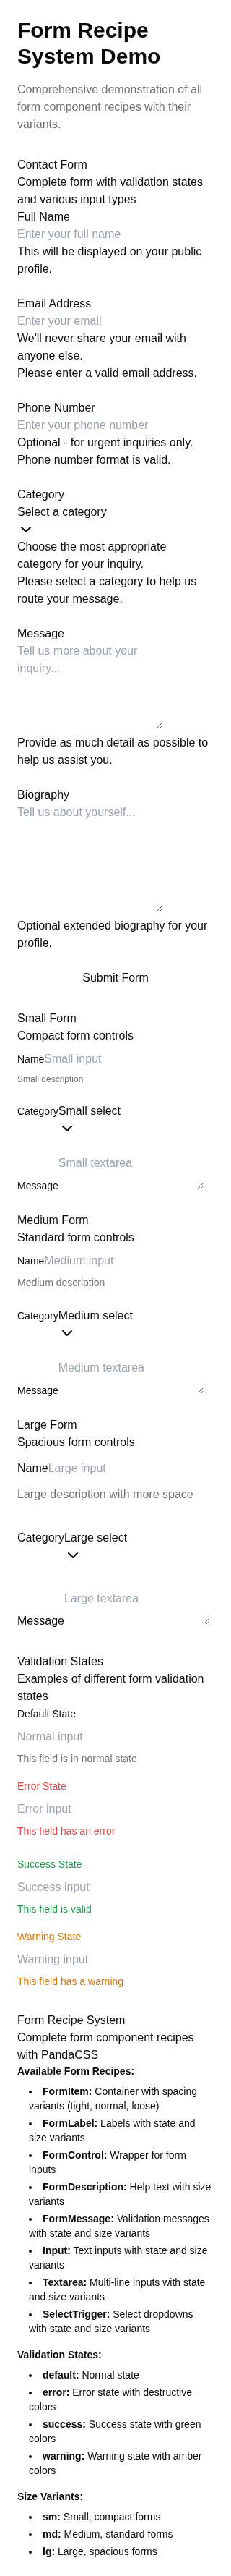 Form Recipe
System Demo
Comprehensive demonstration of all
form component recipes with their
variants.
Contact Form
Complete form with validation states
and various input types
Full Name
Enter your full name
This will be displayed on your public
profile.
Email Address
Enter your email
We'll never share your email with
anyone else.
Please enter a valid email address.
Phone Number
Enter your phone number
Optional - for urgent inquiries only.
Phone number format is valid.
Category
Select a category
Choose the most appropriate
category for your inquiry.
Please select a category to help us
route your message.
Message
Tell us more about your
inquiry...
Provide as much detail as possible to
help us assist you.
Biography
Tell us about yourself...
Optional extended biography for your
profile.
Submit Form
Small Form
Compact form controls
Name Small input
Small description
Category Small select
Small textarea
Message
Medium Form
Standard form controls
Name Medium input
Medium description
Category Medium select
Medium textarea
Message
Large Form
Spacious form controls
Name Large input
Large description with more space
Category Large select
Large textarea
Message
Validation States
Examples of different form validation
states
Default State
Normal input
This field is in normal state
Error State
Error input
This field has an error
Success State
Success input
This field is valid
Warning State
Warning input
This field has a warning
Form Recipe System
Complete form component recipes
with PandaCSS
Available Form Recipes:
• FormItem: Container with spacing
variants (tight, normal, loose)
• FormLabel: Labels with state and
size variants
• FormControl: Wrapper for form
inputs
• FormDescription: Help text with size
variants
• FormMessage: Validation messages
with state and size variants
• Input: Text inputs with state and size
variants
• Textarea: Multi-line inputs with state
and size variants
• SelectTrigger: Select dropdowns
with state and size variants
Validation States:
• default: Normal state
• error: Error state with destructive
colors
• success: Success state with green
colors
• warning: Warning state with amber
colors
Size Variants:
• sm: Small, compact forms
• md: Medium, standard forms
• lg: Large, spacious forms